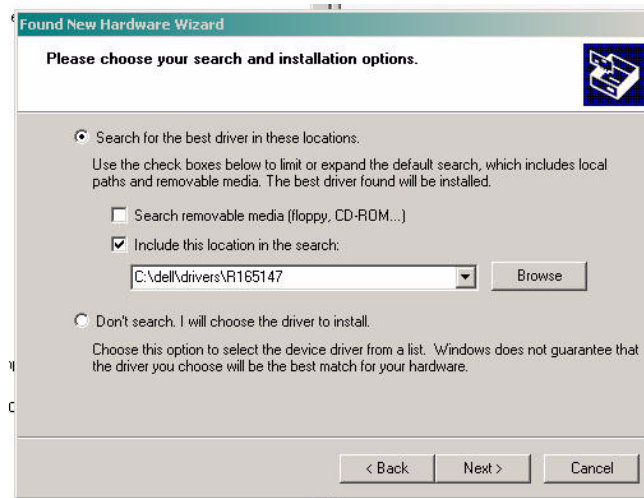 Found New Hardware Wizard
Please choose your search and installation options.
Search for the best driver in these locations.
Use the check boxes below to limit or expand the default search, which includes local
paths and removable media. The best driver found will be installed.
Search removable media (floppy, CD-ROM...)
Include this location in the search:
C:\dell\drivers\R165147
Browse
Don't search. I will choose the driver to install.
Choose this option to select the device driver from a list. Windows does not guarantee that
the driver you choose will be the best match for your hardware.
< Back Next > Cancel